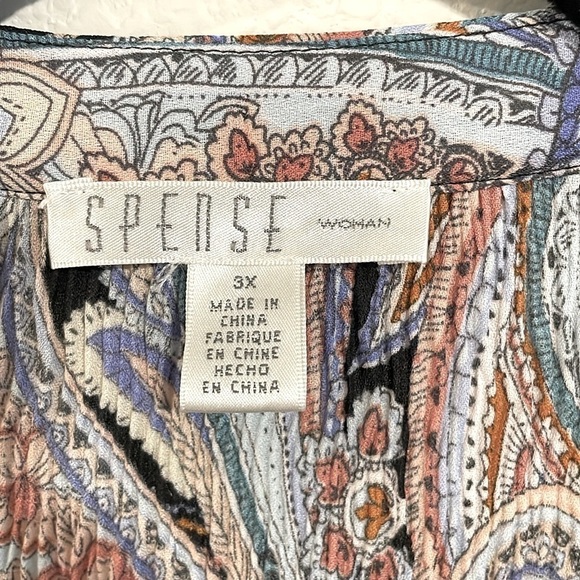 SPENSE WOMAN
3X
MADE IN
CHINA
FABRIQUE
EN CHINE
HECHO
EN CHINA